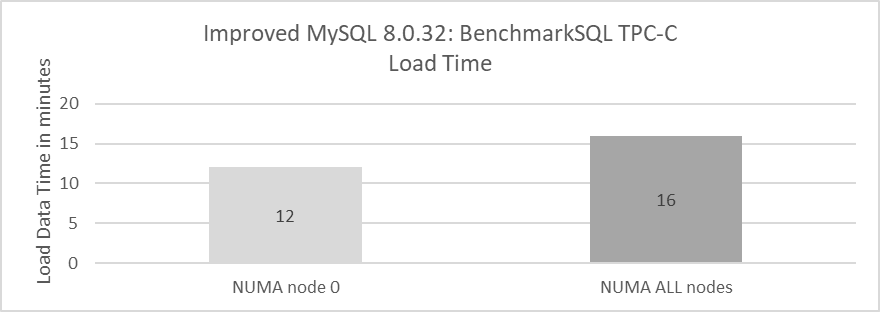 Improved MySQL 8.0.32: BenchmarkSQL TPC-C
Load Time
Load Data Time in minutes
20
15
10
5
0
12
16
NUMA node 0
NUMA ALL nodes